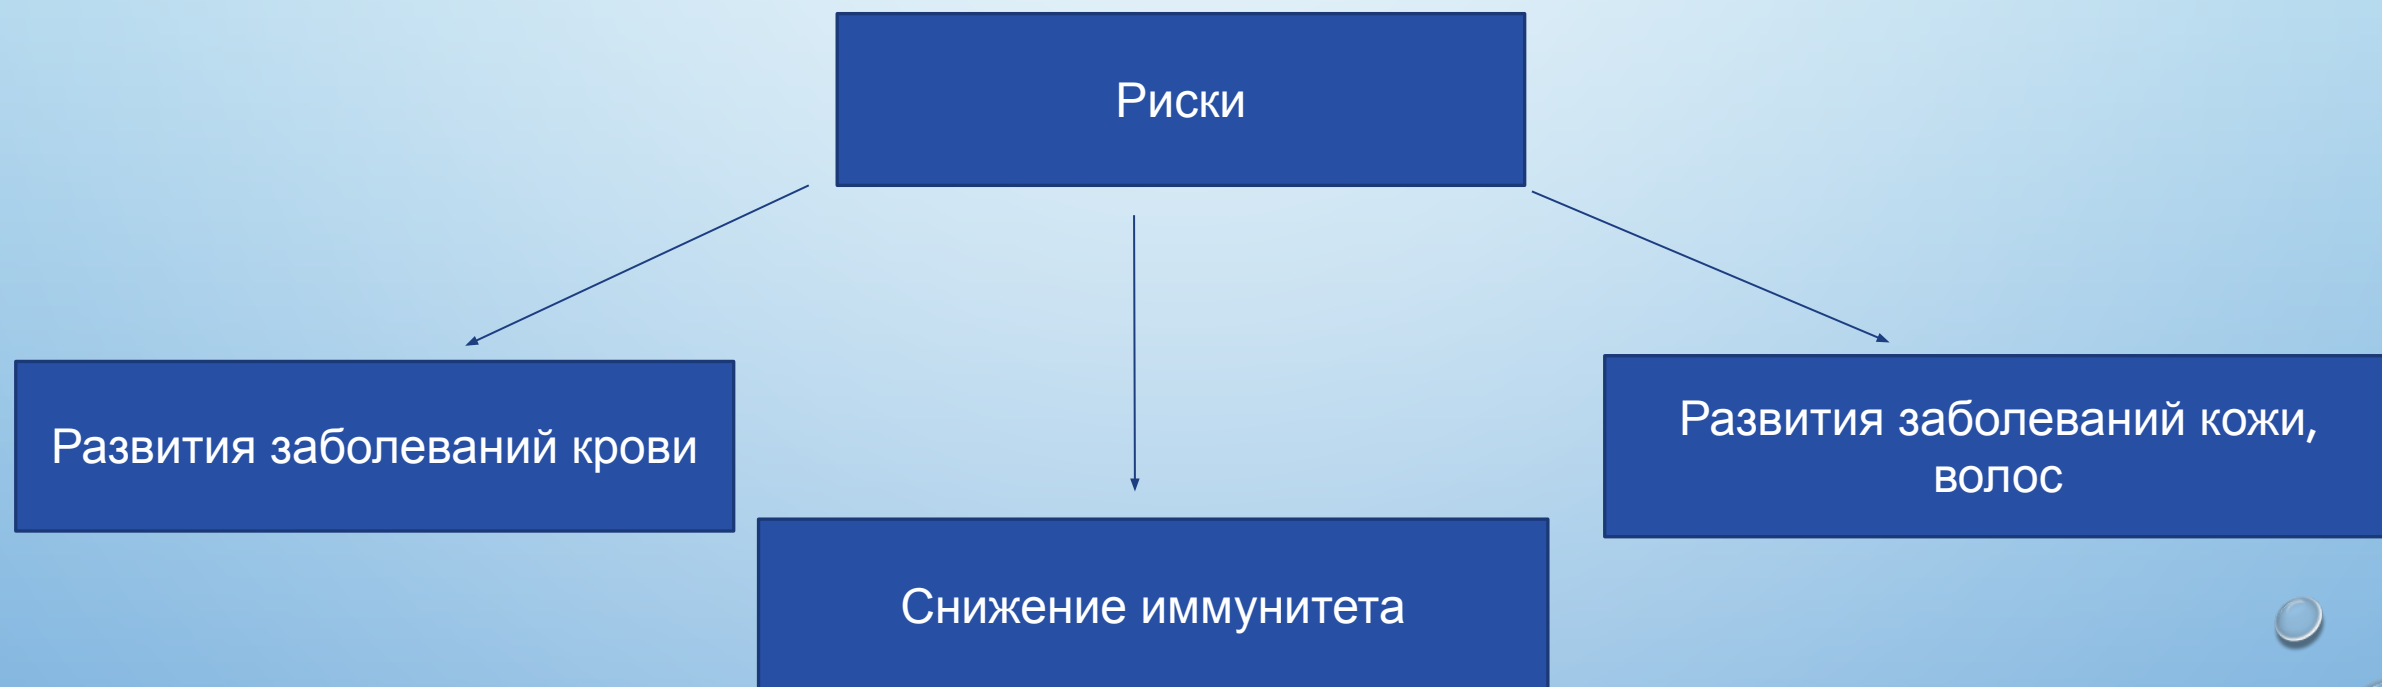 Риски
Развития заболеваний крови
Развития заболеваний кожи,
волос
Снижение иммунитета